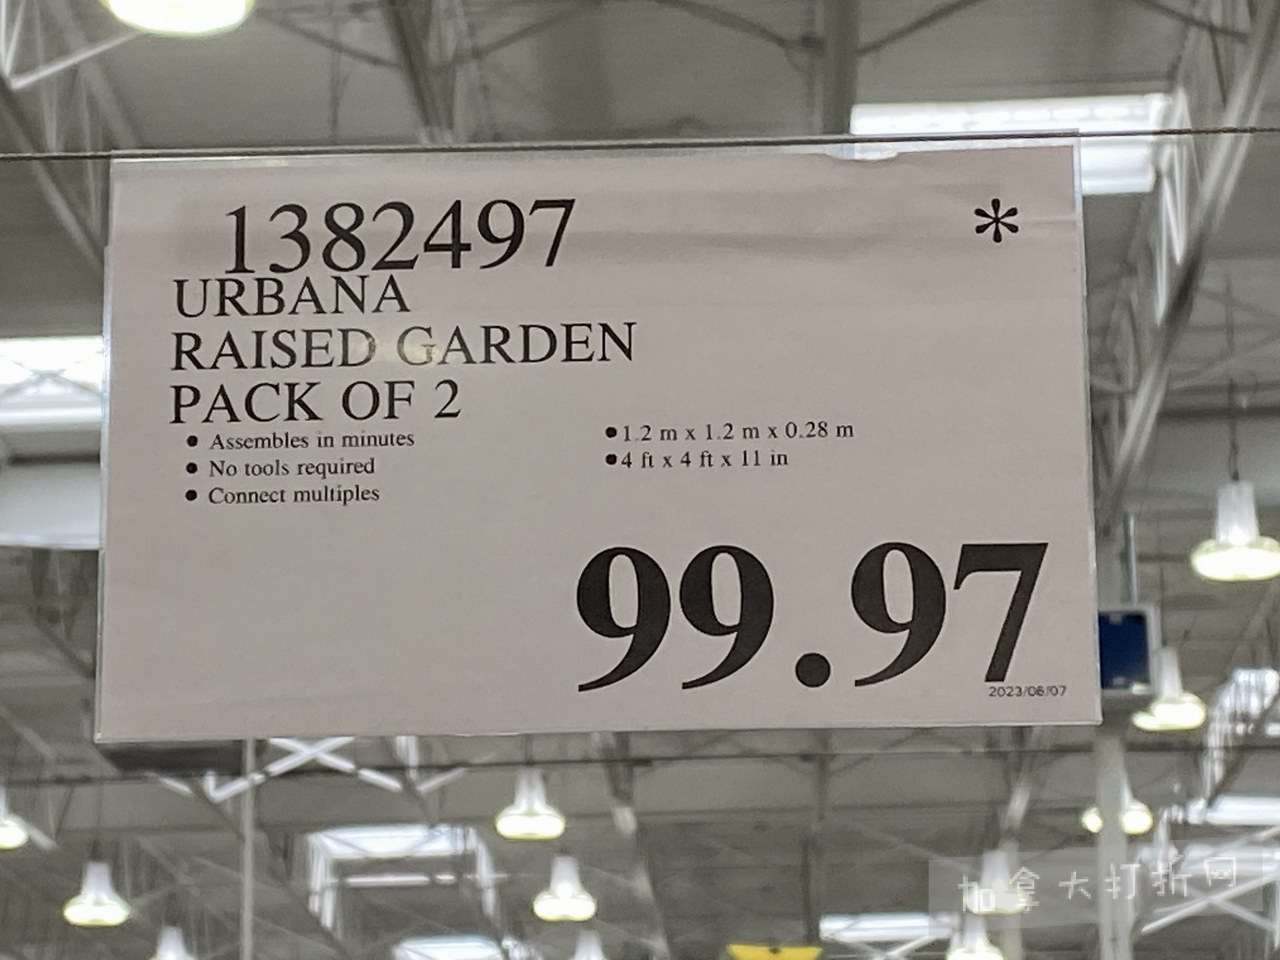 1382497
*
URBANA
RAISED GARDEN
PACK OF 2
• Assembles in minutes
• No tools required
• Connect multiples
• 1.2 m x 1.2 m x 0.28 m
• 4 ft x 4 ft x 11 in
99.97
2023/06/07
加拿大打折网